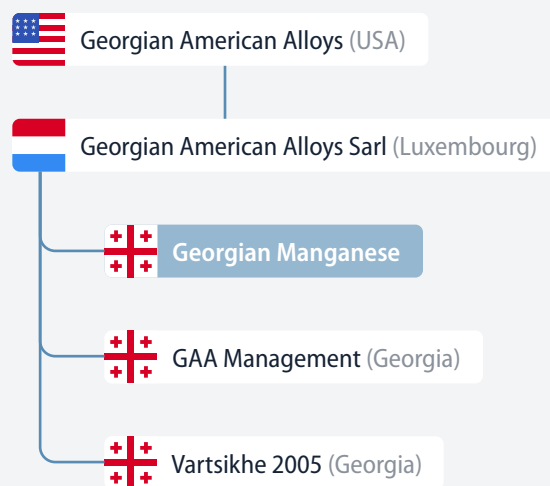 Georgian American Alloys (USA)
Georgian American Alloys Sarl (Luxembourg)
Georgian Manganese
GAA Management (Georgia)
Vartsikhe 2005 (Georgia)